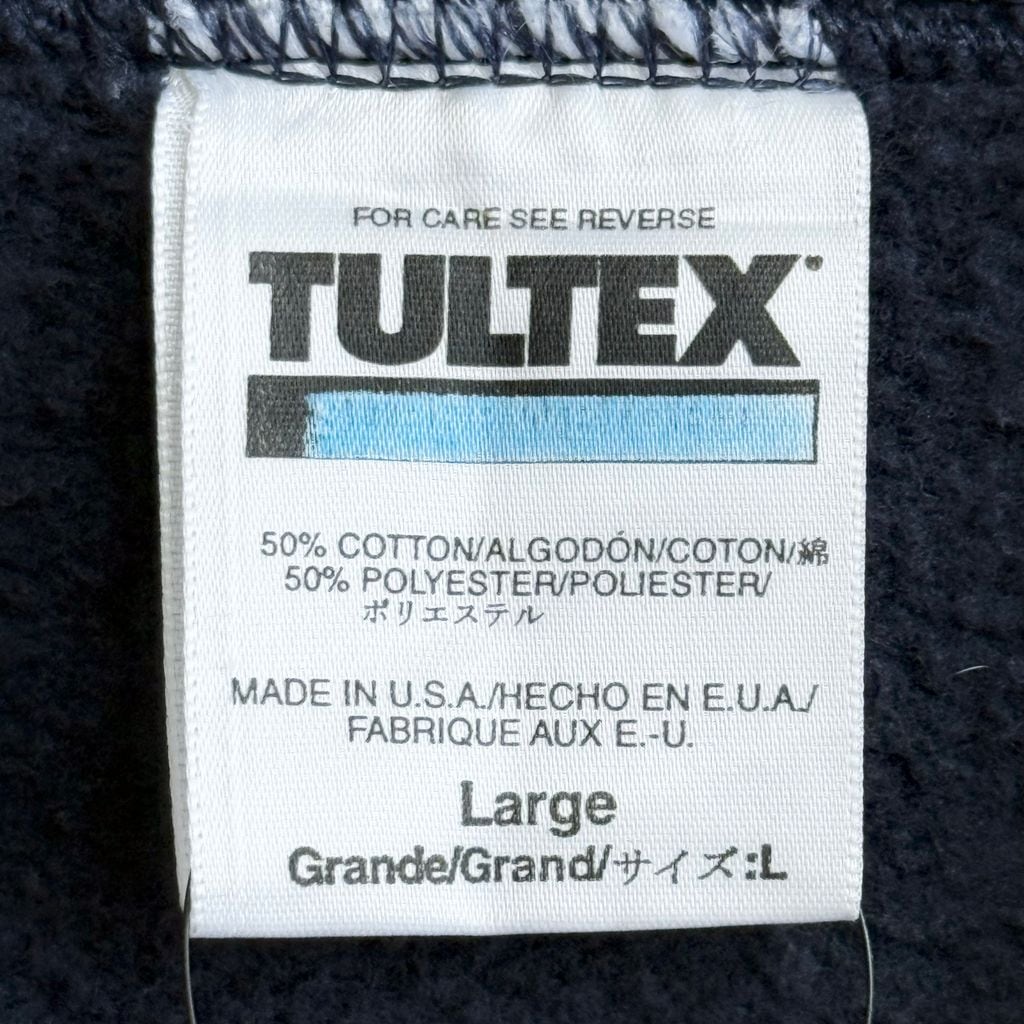 FOR CARE SEE REVERSE
TULTEX®
50% COTTON/ALGODÓN/COTON/綿
50% POLYESTER/POLIESTER/
ポリエステル
MADE IN U.S.A./HECHO EN E.U.A./
FABRIQUE AUX E.-U.
Large
Grande/Grand/サイズ:L